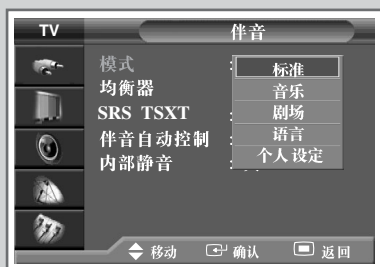 TV
伴音
模式 :
标准
均衡器
音乐
SRS TSXT :
剧场
伴音自动控制 :
语言
内部静音 :
个人设定
移动 确认 返回